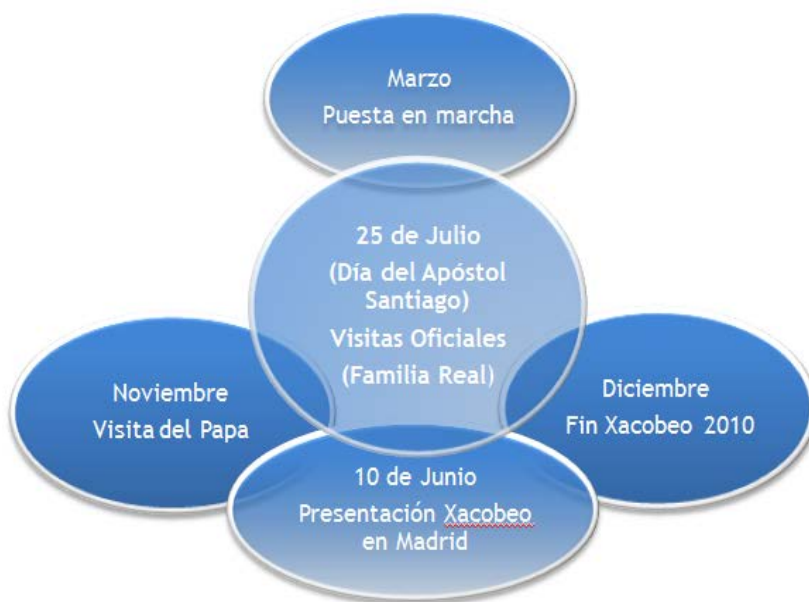 Marzo
Puesta en marcha
25 de Julio
(Día del Apóstol
Santiago)
Visitas Oficiales
(Familia Real)
Noviembre
Visita del Papa
Diciembre
Fin Xacobeo 2010
10 de Junio
Presentación Xacobeo
en Madrid